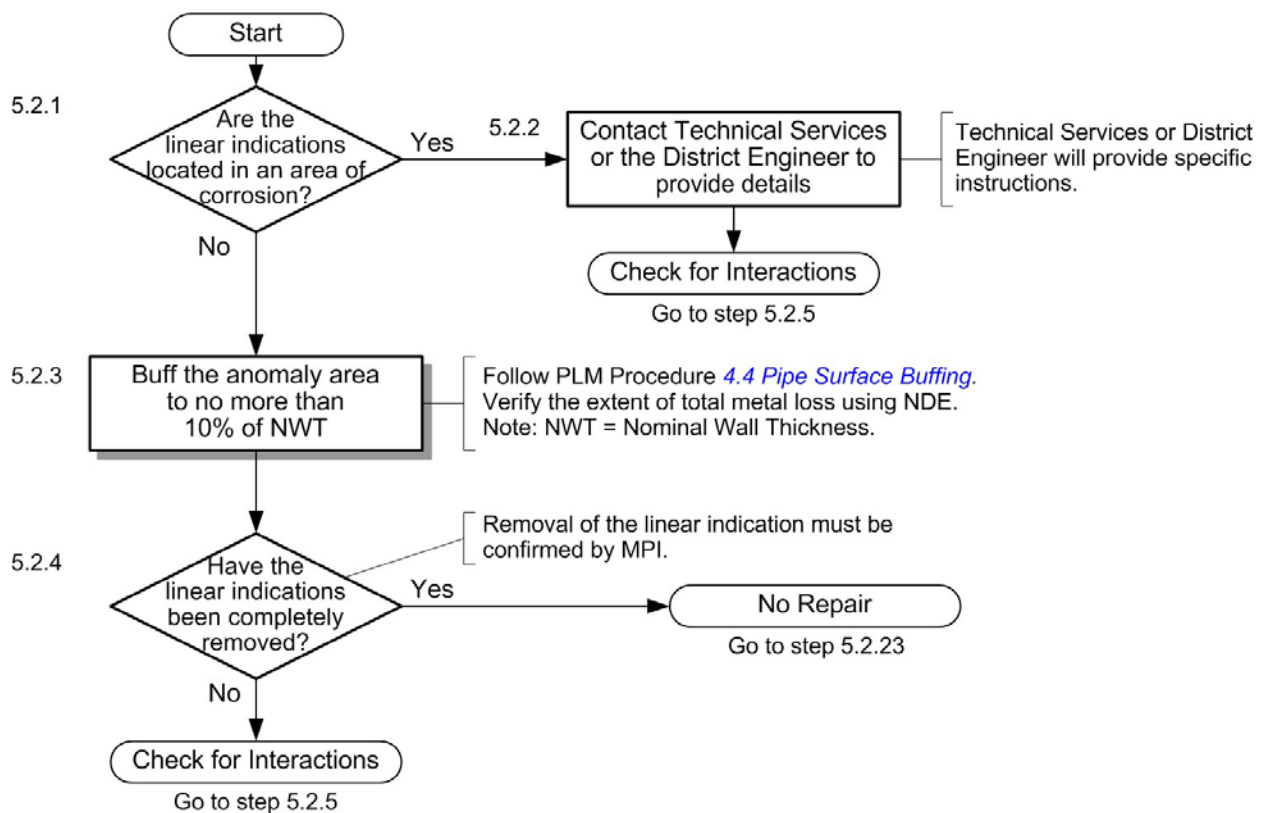 Start
5.2.1
Are the
linear indications
located in an area of
corrosion?
Yes
No
5.2.2
Contact Technical Services
or the District Engineer to
provide details
Technical Services or District
Engineer will provide specific
instructions.
Check for Interactions
Go to step 5.2.5
5.2.3
Buff the anomaly area
to no more than
10% of NWT
Follow PLM Procedure 4.4 Pipe Surface Buffing.
Verify the extent of total metal loss using NDE.
Note: NWT = Nominal Wall Thickness.
5.2.4
Have the
linear indications
been completely
removed?
Removal of the linear indication must be
confirmed by MPI.
Yes
No Repair
Go to step 5.2.23
No
Check for Interactions
Go to step 5.2.5